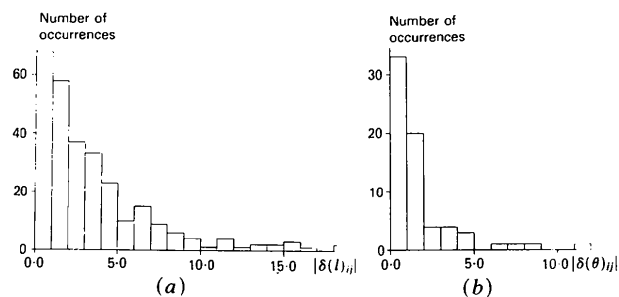 Number of
occurrences
60
40
20
0
0·0 5·0 10·0 15·0 |δ(l)ij|
(a)
Number of
occurrences
30
20
10
0
0·0 5·0 10·0 |δ(θ)ij|
(b)